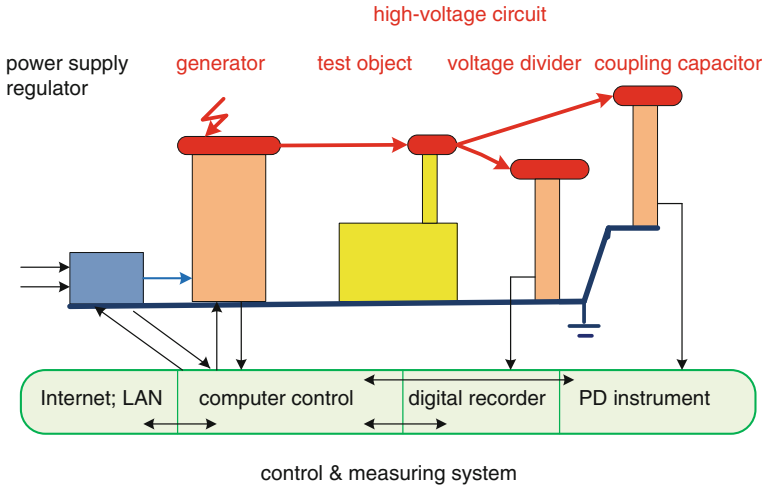 high-voltage circuit
power supply
regulator
generator
test object
voltage divider
coupling capacitor
Internet; LAN
computer control
digital recorder
PD instrument
control & measuring system